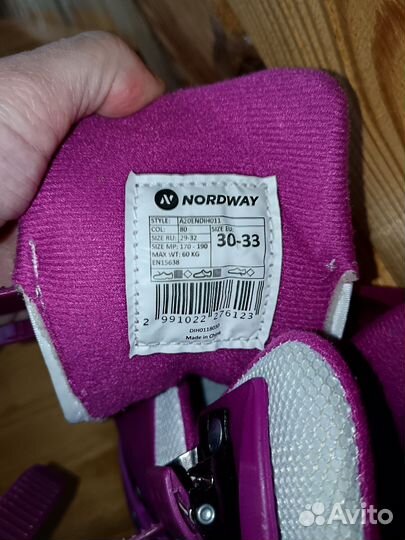 NORDWAY
STYLE: A20ENDIH011
COL: 80 SIZE EU:
SIZE RU: 29-32 30-33
SIZE MP: 170 - 190
MAX WT: 60 KG
EN15638
2 991022 276123
DIH0118030
Made in China
Avito